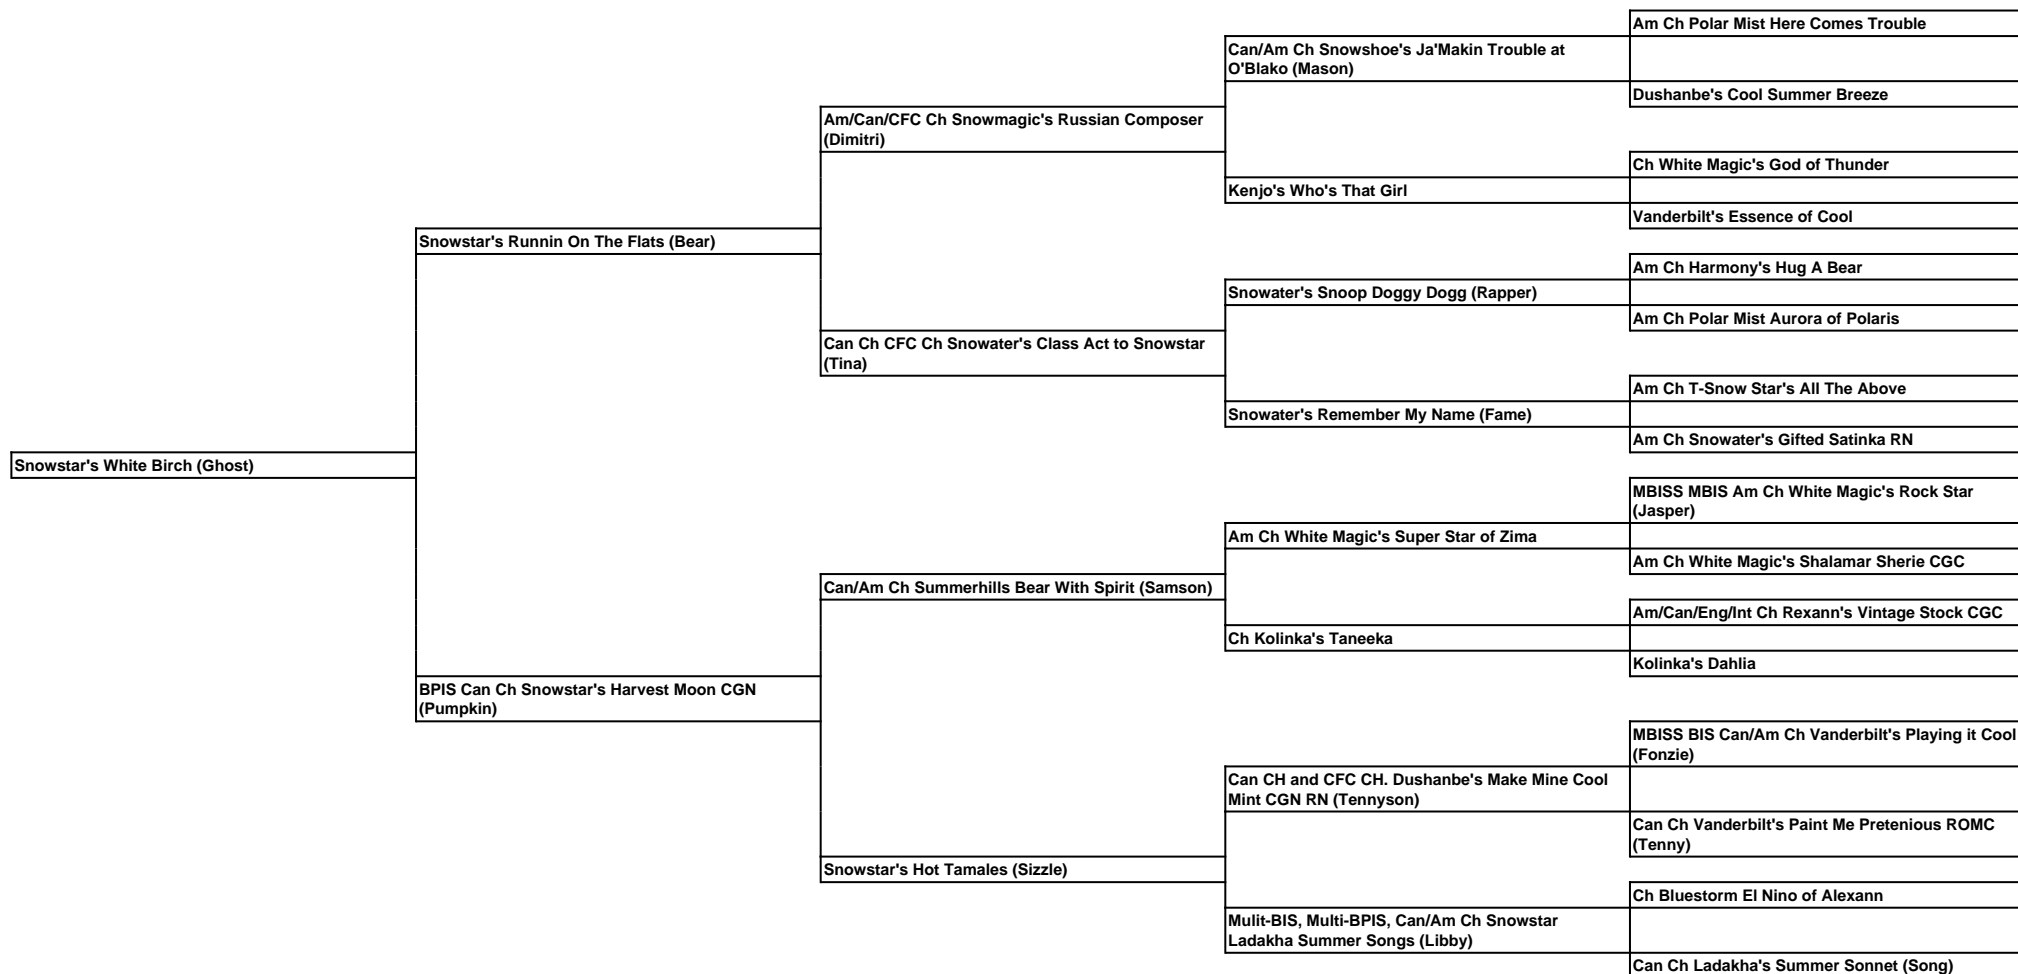 Am Ch Polar Mist Here Comes Trouble
Can/Am Ch Snowshoe's Ja'Makin Trouble at
O'Blako (Mason)
Dushanbe's Cool Summer Breeze
Am/Can/CFC Ch Snowmagic's Russian Composer
(Dimitri)
Ch White Magic's God of Thunder
Kenjo's Who's That Girl
Vanderbilt's Essence of Cool
Snowstar's Runnin On The Flats (Bear)
Am Ch Harmony's Hug A Bear
Snowater's Snoop Doggy Dogg (Rapper)
Am Ch Polar Mist Aurora of Polaris
Can Ch CFC Ch Snowater's Class Act to Snowstar
(Tina)
Am Ch T-Snow Star's All The Above
Snowater's Remember My Name (Fame)
Am Ch Snowater's Gifted Satinka RN
Snowstar's White Birch (Ghost)
MBISS MBIS Am Ch White Magic's Rock Star
(Jasper)
Am Ch White Magic's Super Star of Zima
Am Ch White Magic's Shalamar Sherie CGC
Can/Am Ch Summerhills Bear With Spirit (Samson)
Am/Can/Eng/Int Ch Rexann's Vintage Stock CGC
Ch Kolinka's Taneeka
Kolinka's Dahlia
BPIS Can Ch Snowstar's Harvest Moon CGN
(Pumpkin)
MBISS BIS Can/Am Ch Vanderbilt's Playing it Cool
(Fonzie)
Can CH and CFC CH. Dushanbe's Make Mine Cool
Mint CGN RN (Tennyson)
Can Ch Vanderbilt's Paint Me Pretenious ROMC
(Tenny)
Snowstar's Hot Tamales (Sizzle)
Ch Bluestorm El Nino of Alexann
Mulit-BIS, Multi-BPIS, Can/Am Ch Snowstar
Ladakha Summer Songs (Libby)
Can Ch Ladakha's Summer Sonnet (Song)